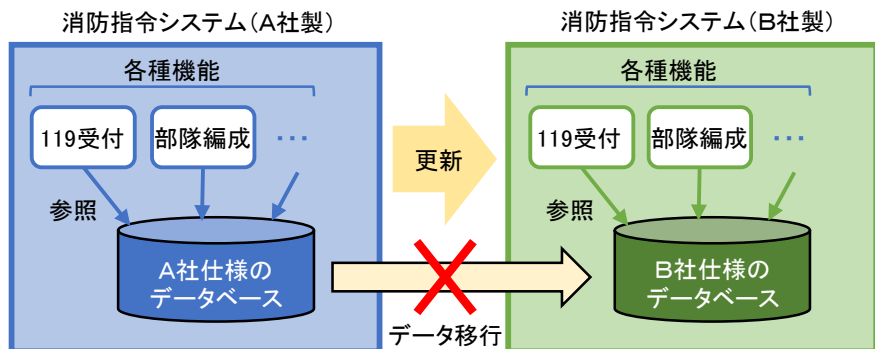 消防指令システム（A社製）
各種機能
119受付
部隊編成
･･･
参照
A社仕様の
データベース
更新
データ移行
消防指令システム（B社製）
各種機能
119受付
部隊編成
･･･
参照
B社仕様の
データベース